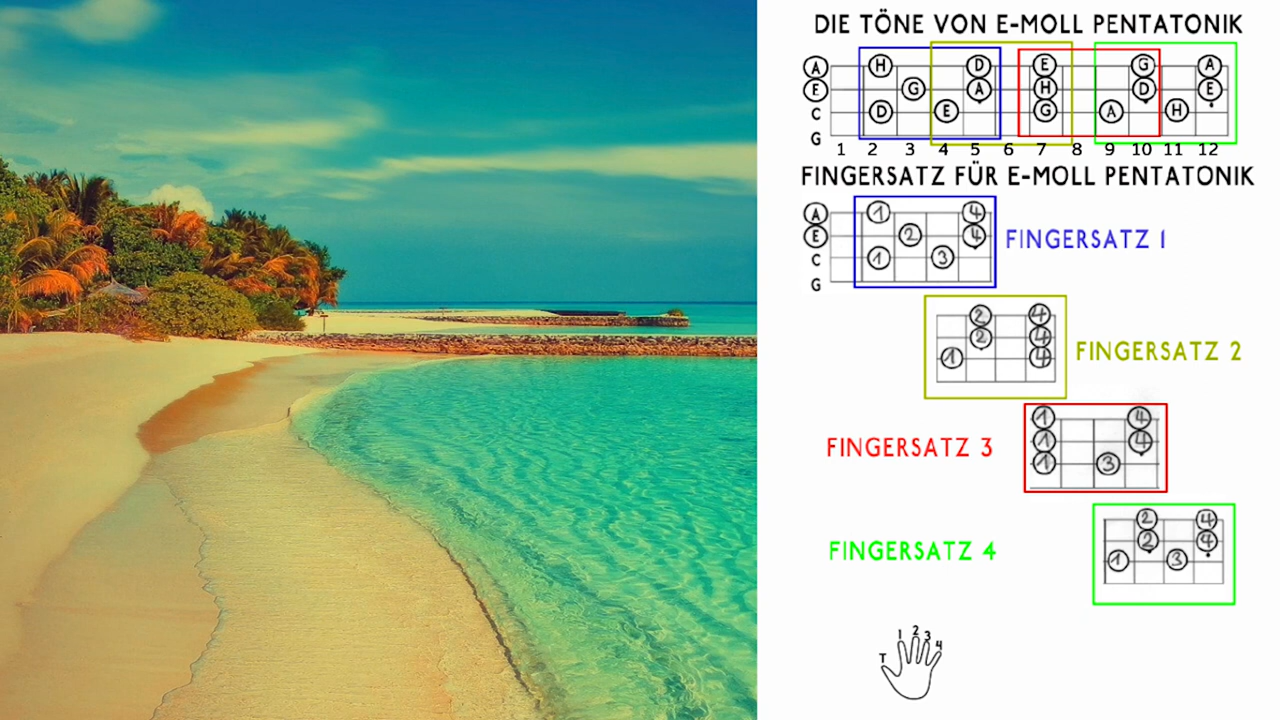 DIE TÖNE VON E-MOLL PENTATONIK
A H D E G A
E G A H D E
C D E G A H
G
1 2 3 4 5 6 7 8 9 10 11 12
FINGERSATZ FÜR E-MOLL PENTATONIK
A 1 4
E 2 4
C 1 3
G
FINGERSATZ 1
2 4
2 4
1 4
FINGERSATZ 2
FINGERSATZ 3
1 4
1 4
1 3
FINGERSATZ 4
2 4
2 4
1 3
T 1 2 3 4